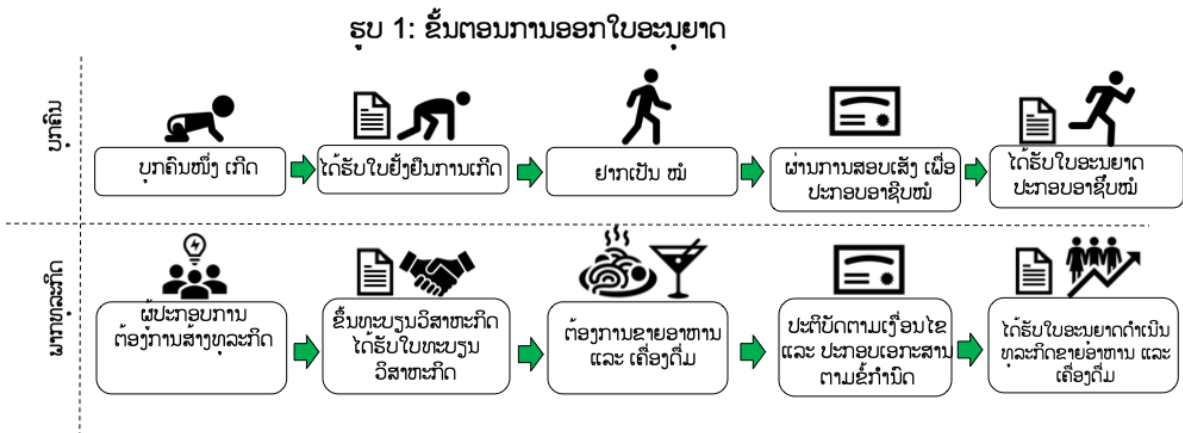 ຮູບ 1: ຂັ້ນຕອນການອອກໃບອະນຸຍາດ
ບຸກຄົນ
ບຸກຄົນໜຶ່ງ ເກີດ
ໄດ້ຮັບໃບຢັ້ງຢືນການເກີດ
ຢາກເປັນ ໝໍ
ຜ່ານການສອບເສັງ ເພື່ອ
ປະກອບອາຊີບໝໍ
ໄດ້ຮັບໃບອະນຸຍາດ
ປະກອບອາຊີບໝໍ
ພາກທຸລະກິດ
ຜູ້ປະກອບການ
ຕ້ອງການສ້າງທຸລະກິດ
ຂຶ້ນທະບຽນວິສາຫະກິດ
ໄດ້ຮັບໃບທະບຽນ
ວິສາຫະກິດ
ຕ້ອງການຂາຍອາຫານ
ແລະ ເຄື່ອງດື່ມ
ປະຕິບັດຕາມເງື່ອນໄຂ
ແລະ ປະກອບເອກະສານ
ຕາມຂໍ້ກຳນົດ
ໄດ້ຮັບໃບອະນຸຍາດດຳເນີນ
ທຸລະກິດຂາຍອາຫານ ແລະ
ເຄື່ອງດື່ມ